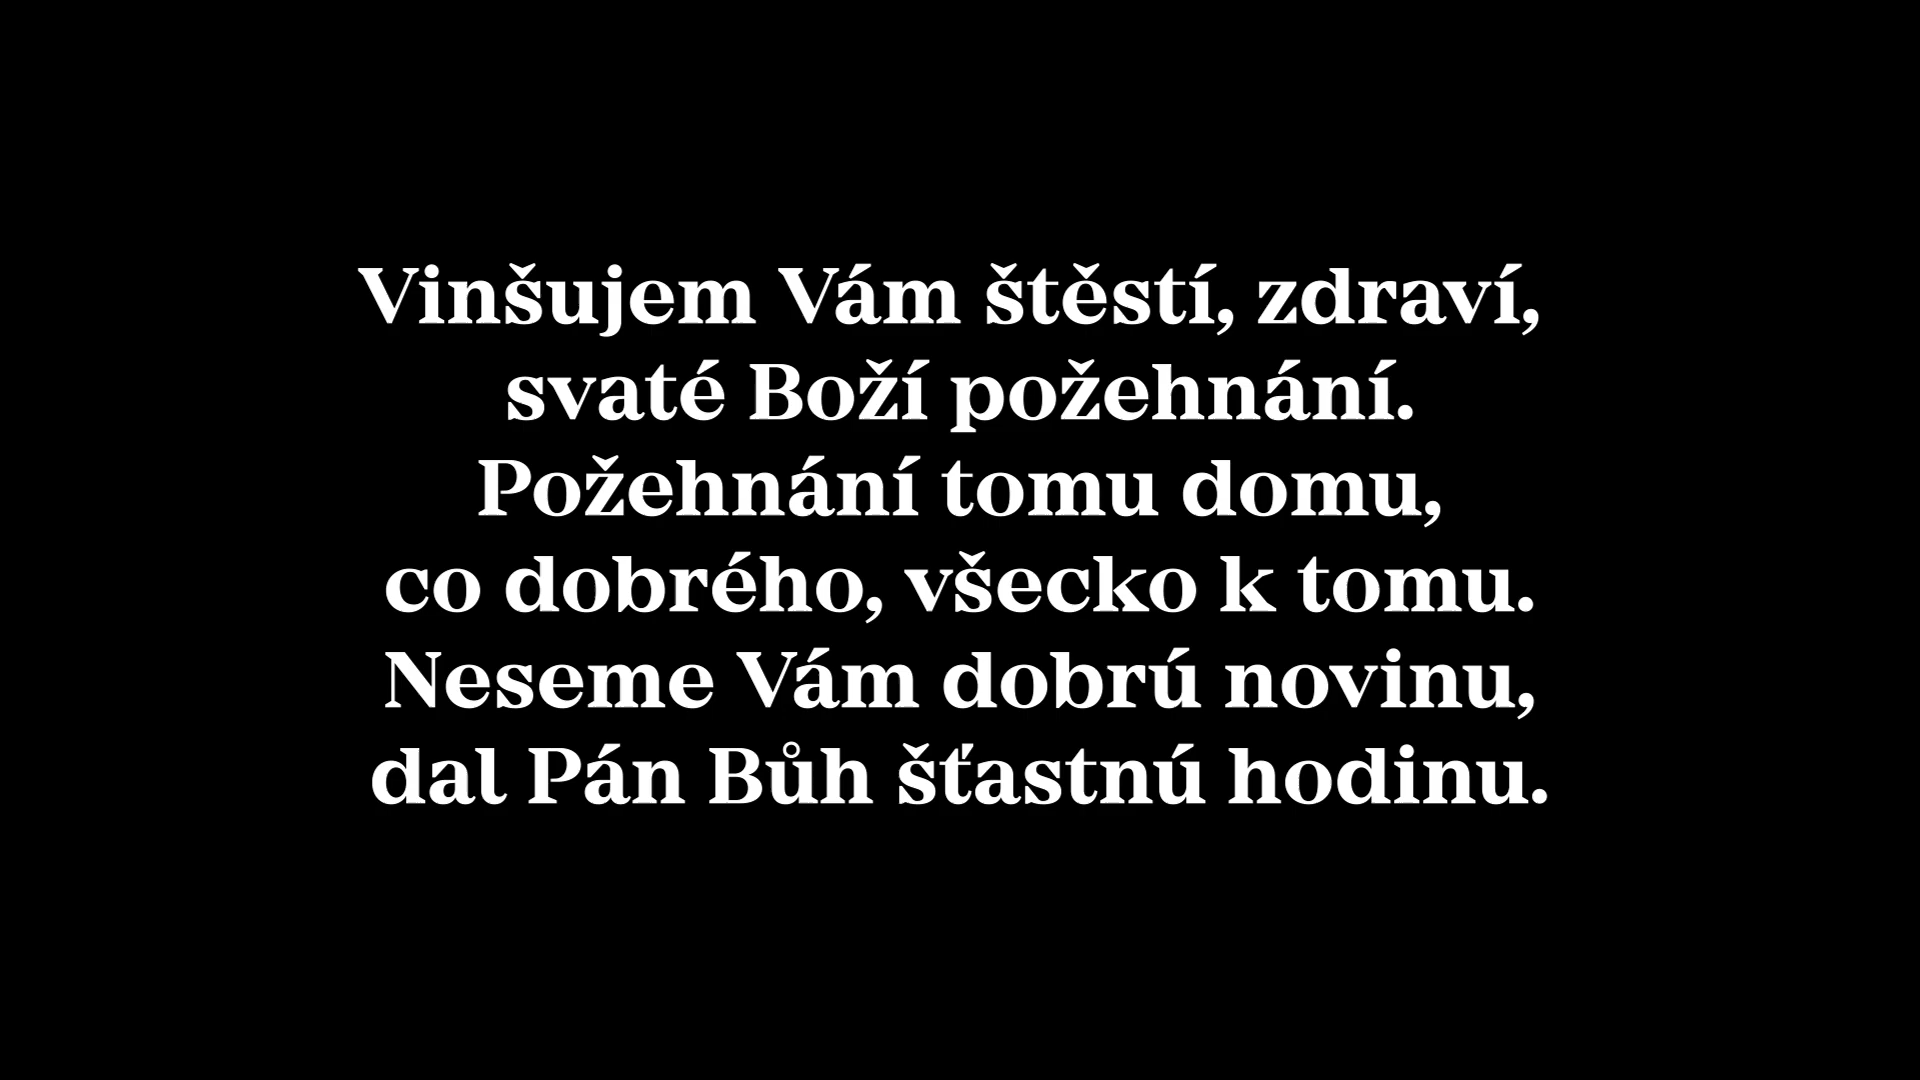 Vinšujem Vám štěstí, zdraví,
svaté Boží požehnání.
Požehnání tomu domu,
co dobrého, všecko k tomu.
Neseme Vám dobrú novinu,
dal Pán Bůh šťastnú hodinu.